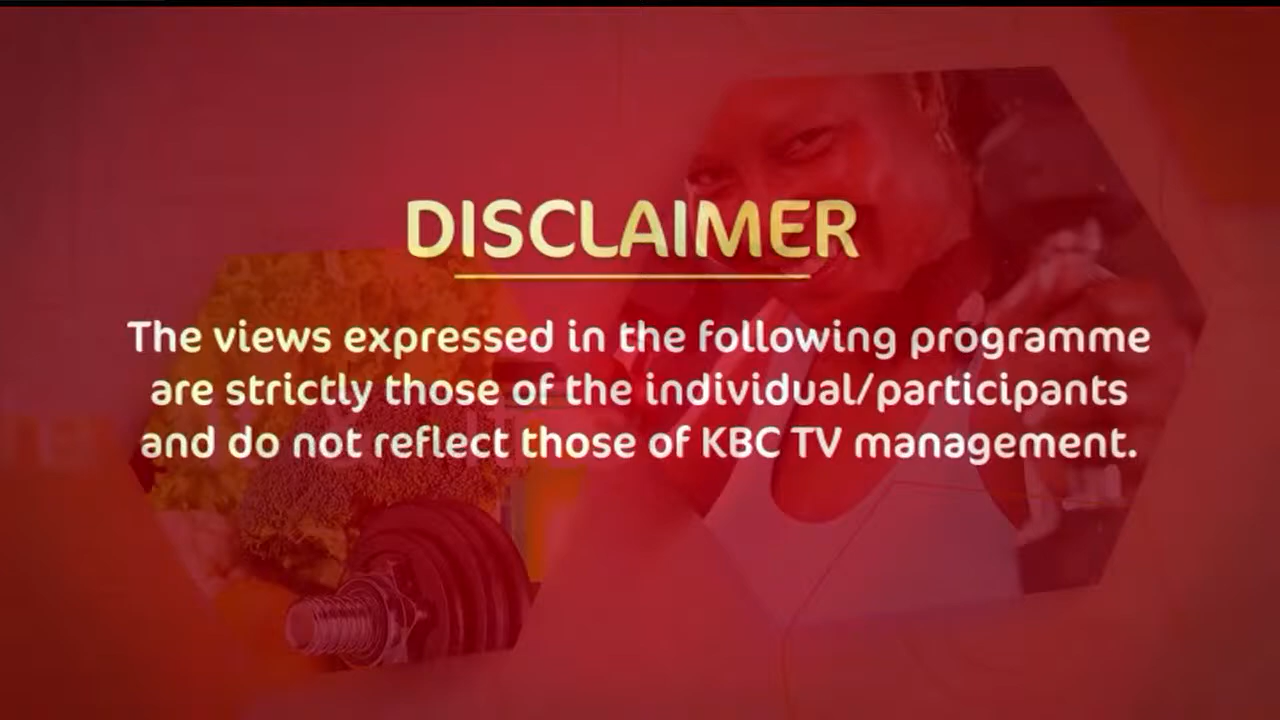 DISCLAIMER
The views expressed in the following programme
are strictly those of the individual/participants
and do not reflect those of KBC TV management.